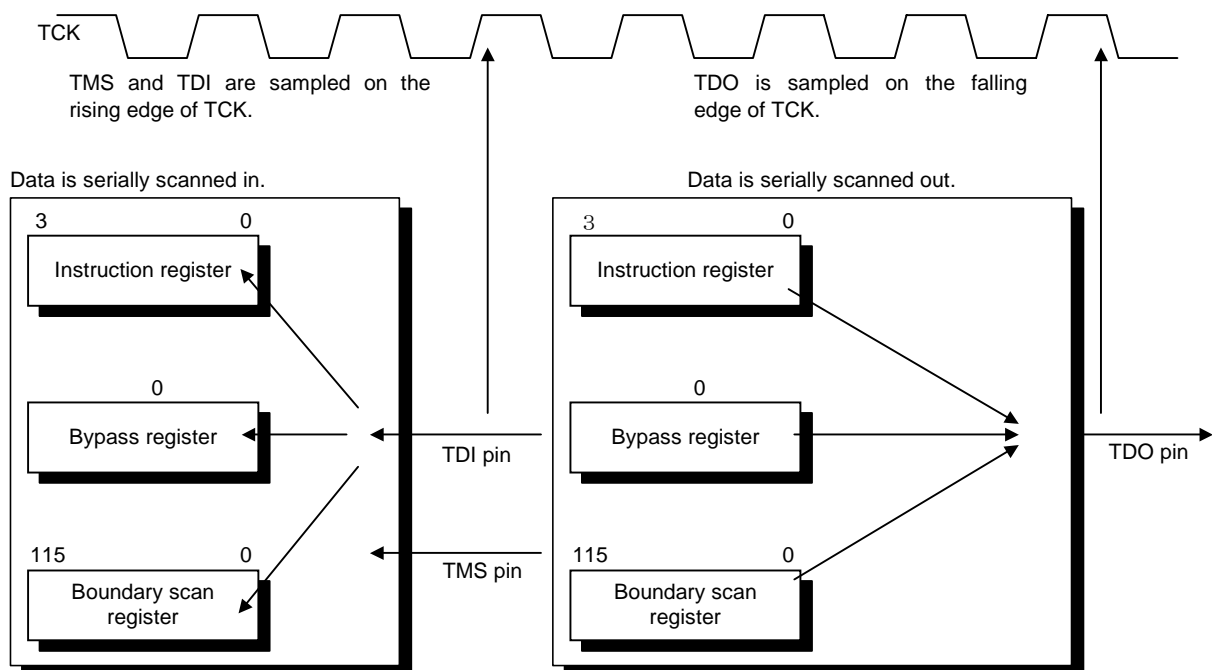 TCK
TMS and TDI are sampled on the
rising edge of TCK.
TDO is sampled on the falling
edge of TCK.
Data is serially scanned in.
3 0
Instruction register
0
Bypass register
115 0
Boundary scan
register
TDI pin
TMS pin
Data is serially scanned out.
3 0
Instruction register
0
Bypass register
115 0
Boundary scan
register
TDO pin